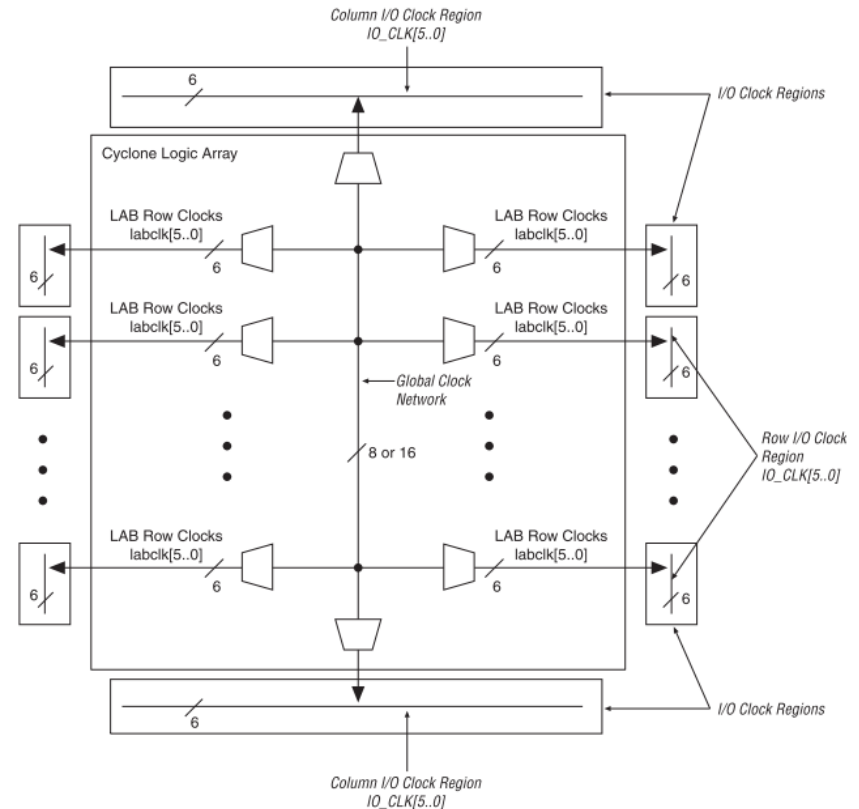 Column I/O Clock Region
IO_CLK[5..0]
6
I/O Clock Regions
Cyclone Logic Array
LAB Row Clocks
labclk[5..0]
LAB Row Clocks
labclk[5..0]
6
6
6
6
LAB Row Clocks
labclk[5..0]
LAB Row Clocks
labclk[5..0]
6
6
6
6
Global Clock
Network
8 or 16
Row I/O Clock
Region
IO_CLK[5..0]
LAB Row Clocks
labclk[5..0]
LAB Row Clocks
labclk[5..0]
6
6
6
6
6
I/O Clock Regions
Column I/O Clock Region
IO_CLK[5..0]